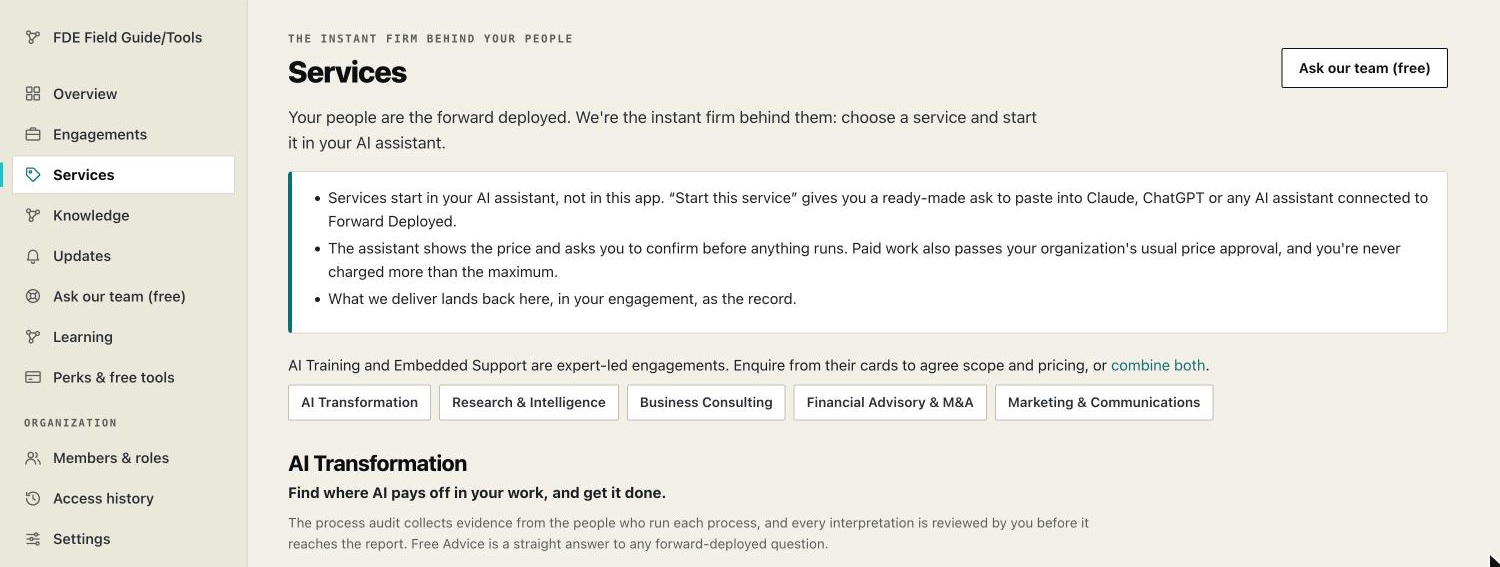 FDE Field Guide/Tools
Overview
Engagements
Services
Knowledge
Updates
Ask our team (free)
Learning
Perks & free tools
ORGANIZATION
Members & roles
Access history
Settings
THE INSTANT FIRM BEHIND YOUR PEOPLE
Services
Ask our team (free)
Your people are the forward deployed. We're the instant firm behind them: choose a service and start
it in your AI assistant.
• Services start in your AI assistant, not in this app. “Start this service” gives you a ready-made ask to paste into Claude, ChatGPT or any AI assistant connected to
Forward Deployed.
• The assistant shows the price and asks you to confirm before anything runs. Paid work also passes your organization's usual price approval, and you're never
charged more than the maximum.
• What we deliver lands back here, in your engagement, as the record.
AI Training and Embedded Support are expert-led engagements. Enquire from their cards to agree scope and pricing, or combine both.
AI Transformation
Research & Intelligence
Business Consulting
Financial Advisory & M&A
Marketing & Communications
AI Transformation
Find where AI pays off in your work, and get it done.
The process audit collects evidence from the people who run each process, and every interpretation is reviewed by you before it
reaches the report. Free Advice is a straight answer to any forward-deployed question.